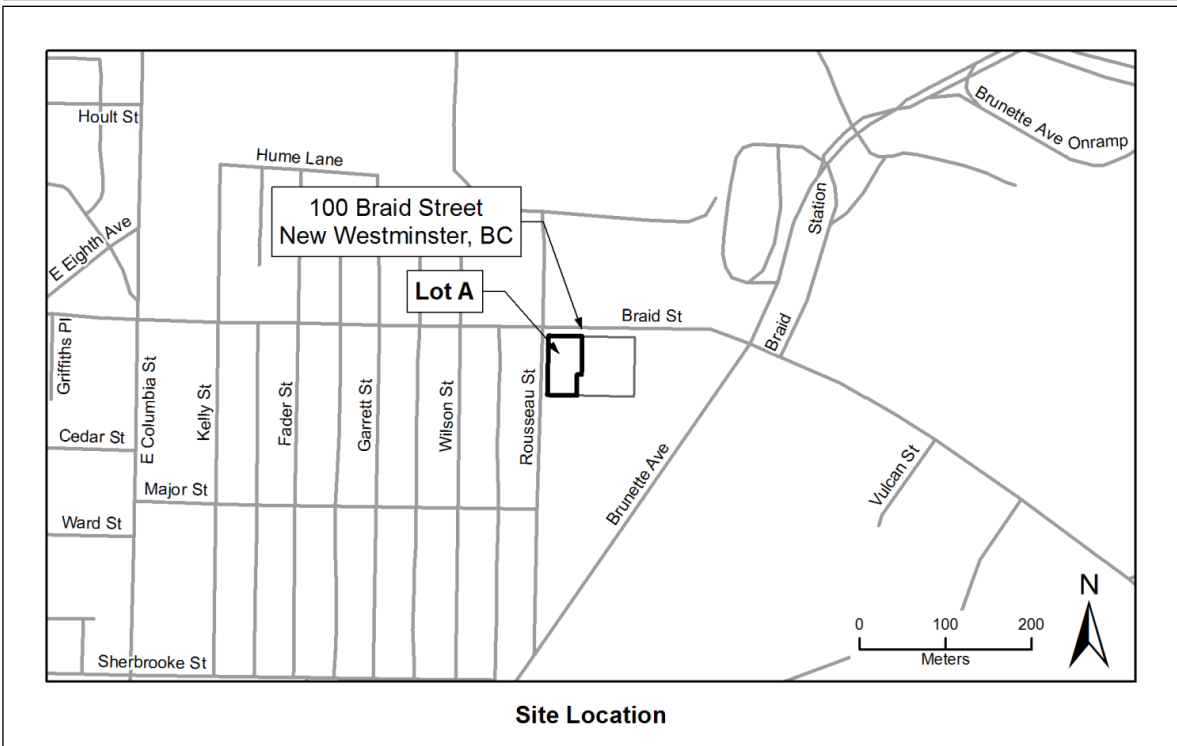 Hoult St
Brunette Ave Onramp
Hume Lane
100 Braid Street
New Westminster, BC
Station
E Eighth Ave
Lot A
Braid St
Griffiths Pl
Braid
E Columbia St
Kelly St
Fader St
Garrett St
Wilson St
Rousseau St
Cedar St
Brunette Ave
Vulcan St
Major St
Ward St
N
0 100 200
Meters
Sherbrooke St
Site Location